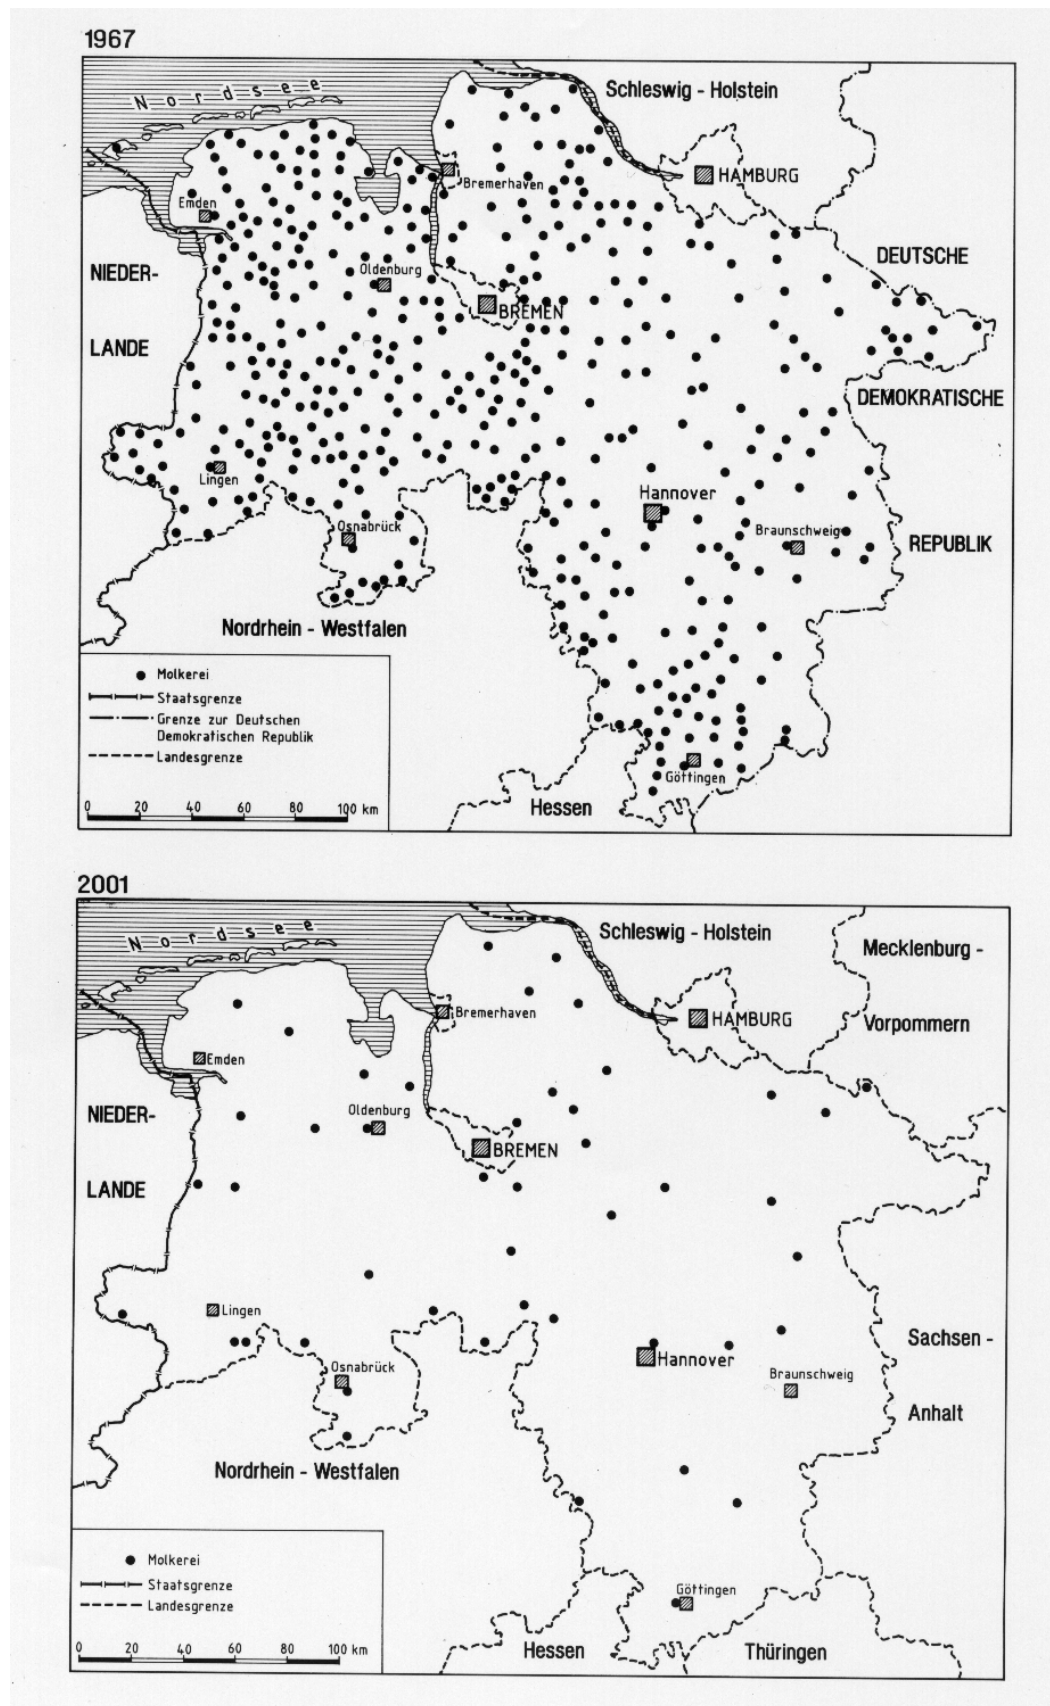 1967
Nordsee
Schleswig - Holstein
HAMBURG
Bremerhaven
Emden
DEUTSCHE
NIEDER-
Oldenburg
BREMEN
LANDE
DEMOKRATISCHE
Lingen
Hannover
Osnabrück
Braunschweig
REPUBLIK
Nordrhein - Westfalen
Molkerei
Staatsgrenze
Grenze zur Deutschen
Demokratischen Republik
Landesgrenze
Göttingen
Hessen
0 20 40 60 80 100 km
2001
Nordsee
Schleswig - Holstein
Mecklenburg -
Bremerhaven
HAMBURG
Vorpommern
Emden
NIEDER-
Oldenburg
BREMEN
LANDE
Lingen
Sachsen -
Hannover
Osnabrück
Braunschweig
Anhalt
Nordrhein - Westfalen
Molkerei
Staatsgrenze
Landesgrenze
Göttingen
Hessen
Thüringen
0 20 40 60 80 100 km